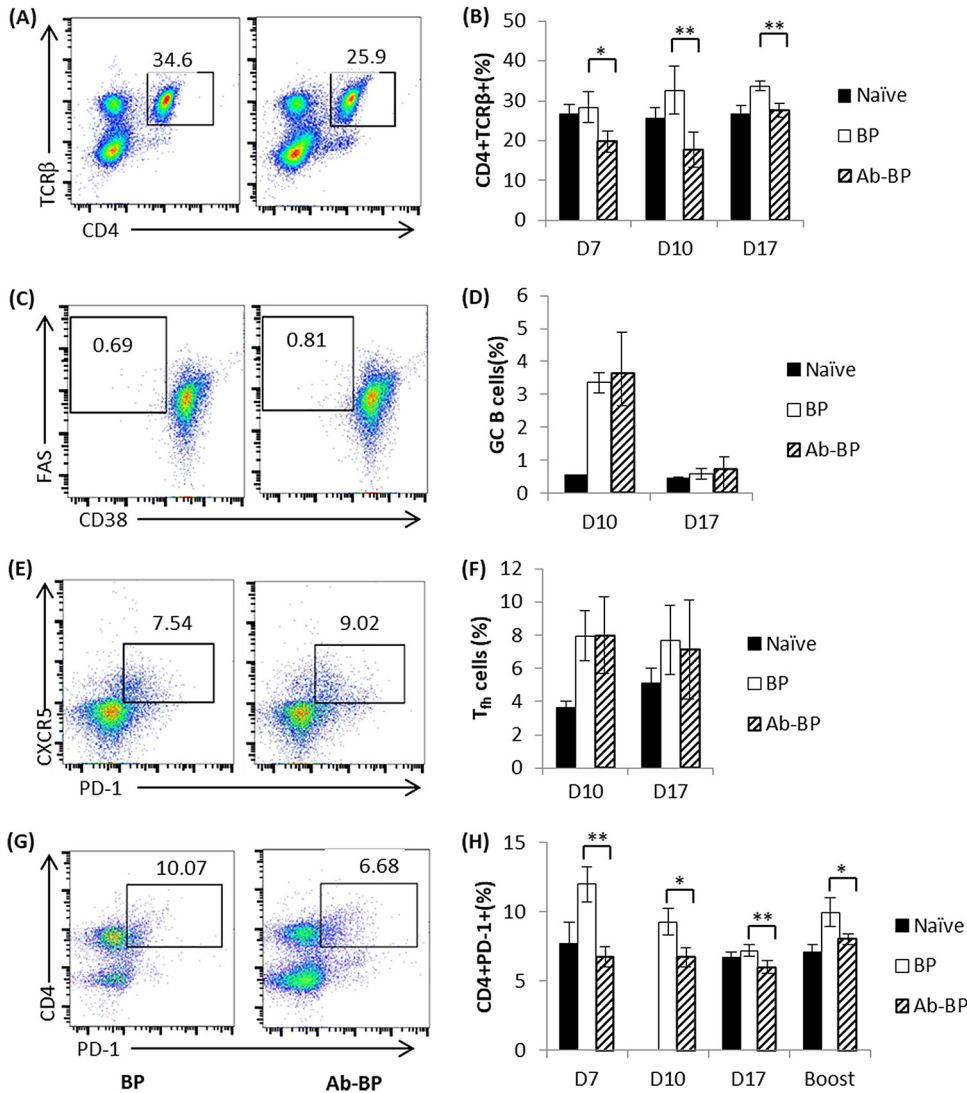 (A)
34.6
25.9
TCRβ
CD4
(B)
50
40
30
20
10
0
CD4+TCRβ+(%)
*
**
**
D7
D10
D17
Naïve
BP
Ab-BP
(C)
0.69
0.81
FAS
CD38
(D)
6
5
4
3
2
1
0
GC B cells(%)
D10
D17
Naïve
BP
Ab-BP
(E)
7.54
9.02
CXCR5
PD-1
(F)
12
10
8
6
4
2
0
Tfh cells (%)
D10
D17
Naïve
BP
Ab-BP
(G)
10.07
6.68
CD4
PD-1
BP
Ab-BP
(H)
15
10
5
0
CD4+PD-1+(%)
**
*
**
*
D7
D10
D17
Boost
Naïve
BP
Ab-BP